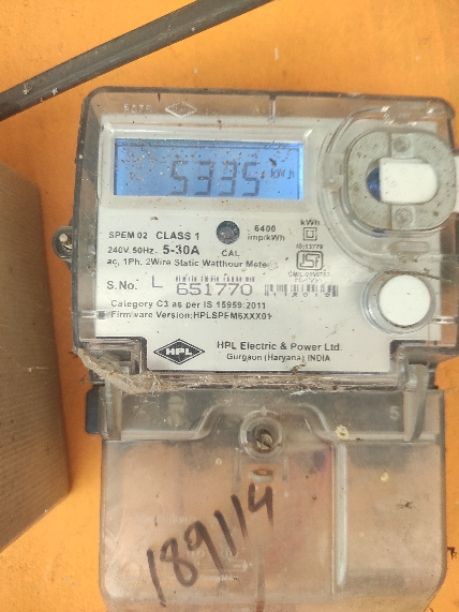 5335 kWh
SPEM 02 CLASS 1
240V. 50Hz. 5-30A CAL
6400
imp/kWh
kWh
ac, 1Ph. 2Wire Static Watthour Meter
S.No. L 651770
Category C3 as per IS 15959:2011
Firmware Version:HPLSPEM6XXX01
HPL
HPL Electric & Power Ltd.
Gurgaon (Haryana) INDIA
189114